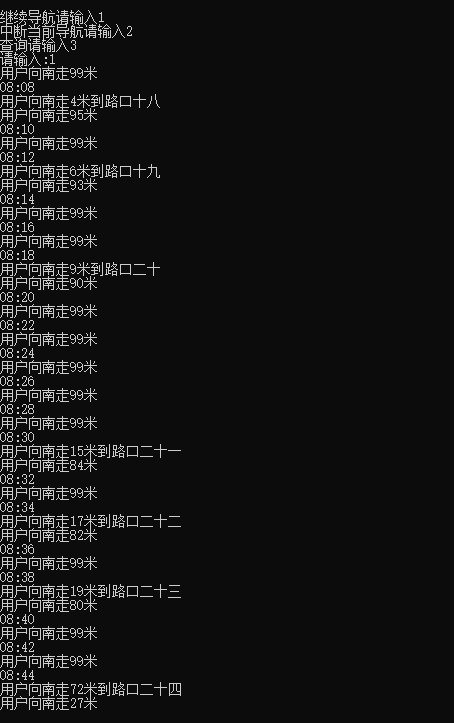 继续导航请输入1
中断当前导航请输入2
查询请输入3
请输入:1
用户向南走99米
08:08
用户向南走4米到路口十八
用户向南走95米
08:10
用户向南走99米
08:12
用户向南走6米到路口十九
用户向南走93米
08:14
用户向南走99米
08:16
用户向南走99米
08:18
用户向南走9米到路口二十
用户向南走90米
08:20
用户向南走99米
08:22
用户向南走99米
08:24
用户向南走99米
08:26
用户向南走99米
08:28
用户向南走99米
08:30
用户向南走15米到路口二十一
用户向南走84米
08:32
用户向南走99米
08:34
用户向南走17米到路口二十二
用户向南走82米
08:36
用户向南走99米
08:38
用户向南走19米到路口二十三
用户向南走80米
08:40
用户向南走99米
08:42
用户向南走99米
08:44
用户向南走72米到路口二十四
用户向南走27米